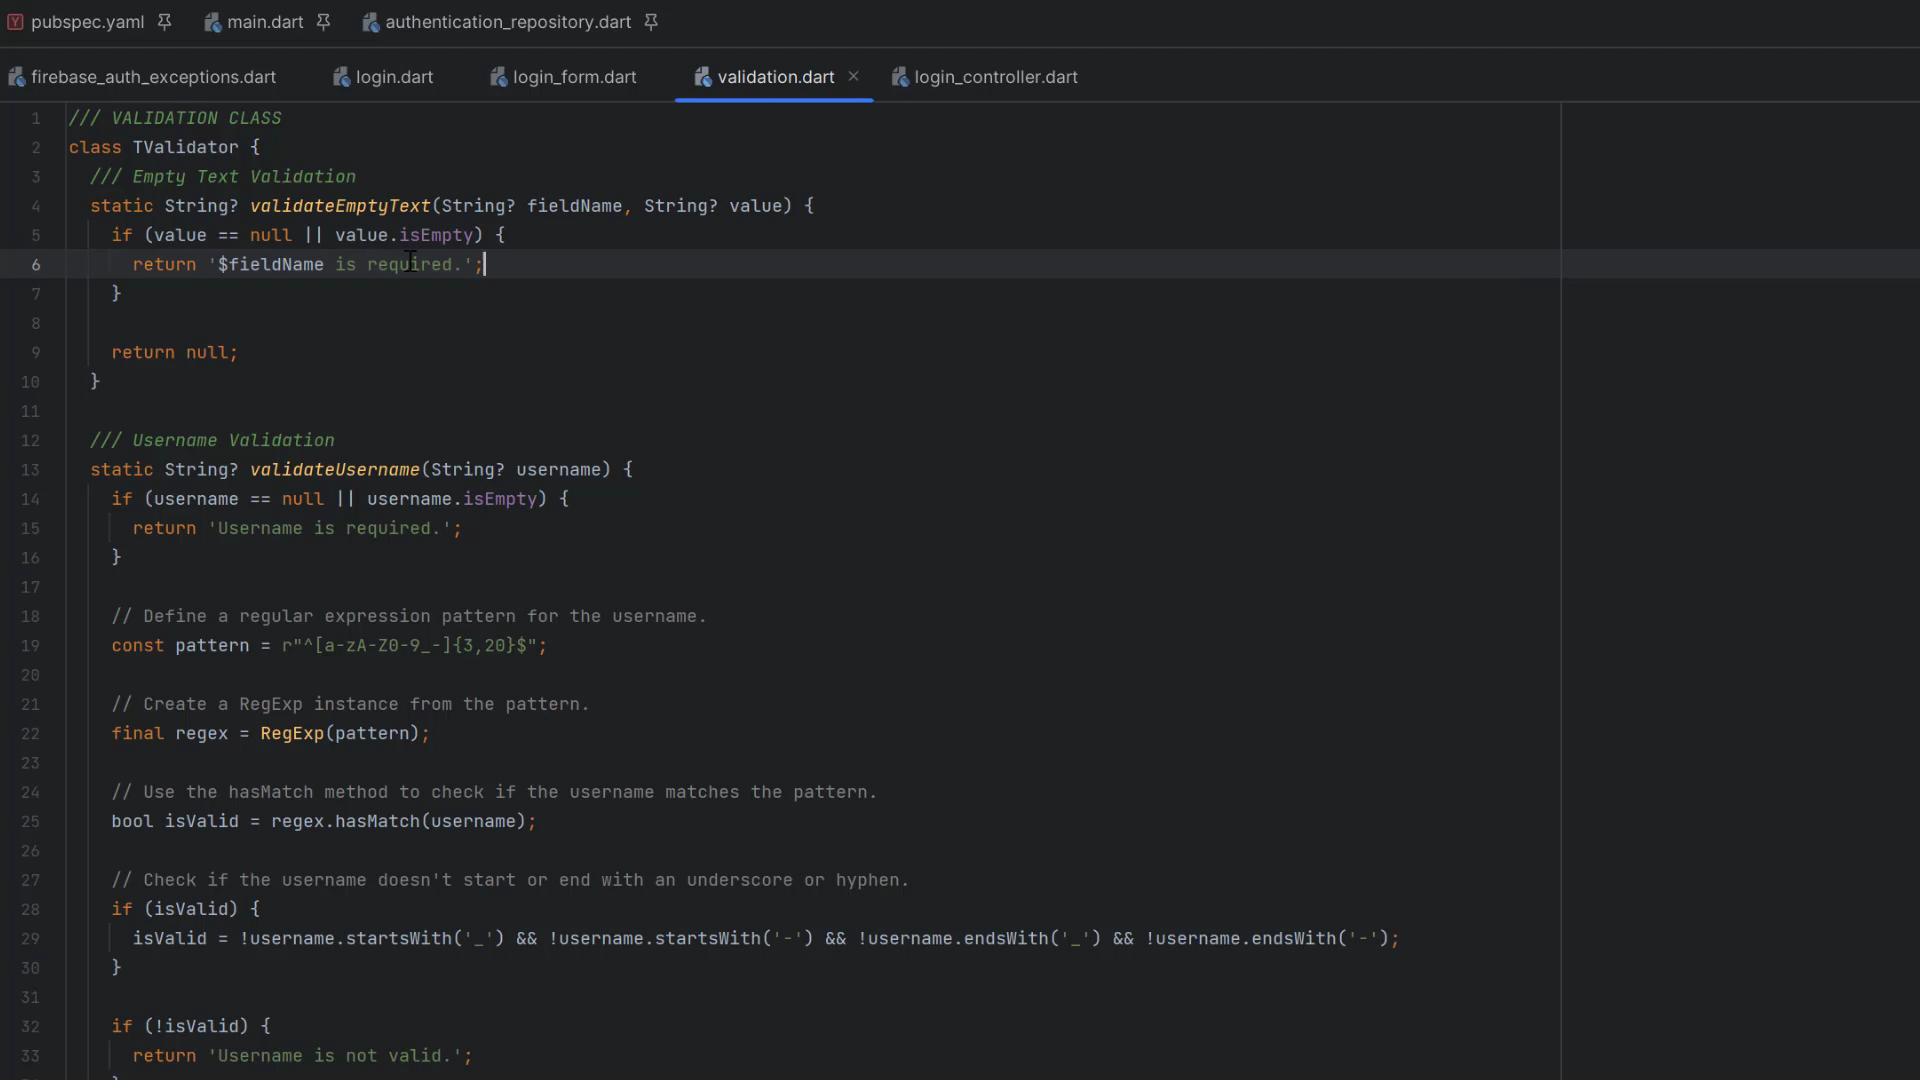 pubspec.yaml main.dart authentication_repository.dart
firebase_auth_exceptions.dart login.dart login_form.dart validation.dart login_controller.dart
1 /// VALIDATION CLASS
2 class TValidator {
3 /// Empty Text Validation
4 static String? validateEmptyText(String? fieldName, String? value) {
5 if (value == null || value.isEmpty) {
6 return '$fieldName is required.';
7 }
8
9 return null;
10 }
11
12 /// Username Validation
13 static String? validateUsername(String? username) {
14 if (username == null || username.isEmpty) {
15 return 'Username is required.';
16 }
17
18 // Define a regular expression pattern for the username.
19 const pattern = r"^[a-zA-Z0-9_-]{3,20}$";
20
21 // Create a RegExp instance from the pattern.
22 final regex = RegExp(pattern);
23
24 // Use the hasMatch method to check if the username matches the pattern.
25 bool isValid = regex.hasMatch(username);
26
27 // Check if the username doesn't start or end with an underscore or hyphen.
28 if (isValid) {
29 isValid = !username.startsWith('_') && !username.startsWith('-') && !username.endsWith('_') && !username.endsWith('-');
30 }
31
32 if (!isValid) {
33 return 'Username is not valid.';